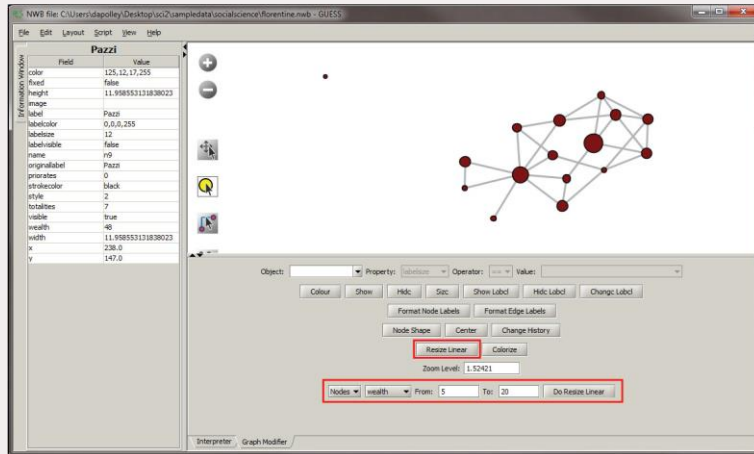 NWB file: C:\Users\dapolley\Desktop\sci2\sampledata\socialscience\florentine.nwb - GUESS
File Edit Layout Script View Help
Information Window
Pazzi
Field Value
color 125,12,17,255
fixed false
height 11.958553131838023
image
label Pazzi
labelcolor 0,0,0,255
labelsize 12
labelvisible false
name n9
originallabel Pazzi
priorates 0
strokecolor black
style 2
totalities 7
visible true
wealth 48
width 11.958553131838023
x 238.0
y 147.0
Object: Property: labelsize Operator: == Value:
Colour Show Hide Size Show Label Hide Label Change Label
Format Node Labels Format Edge Labels
Node Shape Center Change History
Resize Linear Colorize
Zoom Level: 1.52421
Nodes wealth From: 5 To: 20 Do Resize Linear
Interpreter Graph Modifier